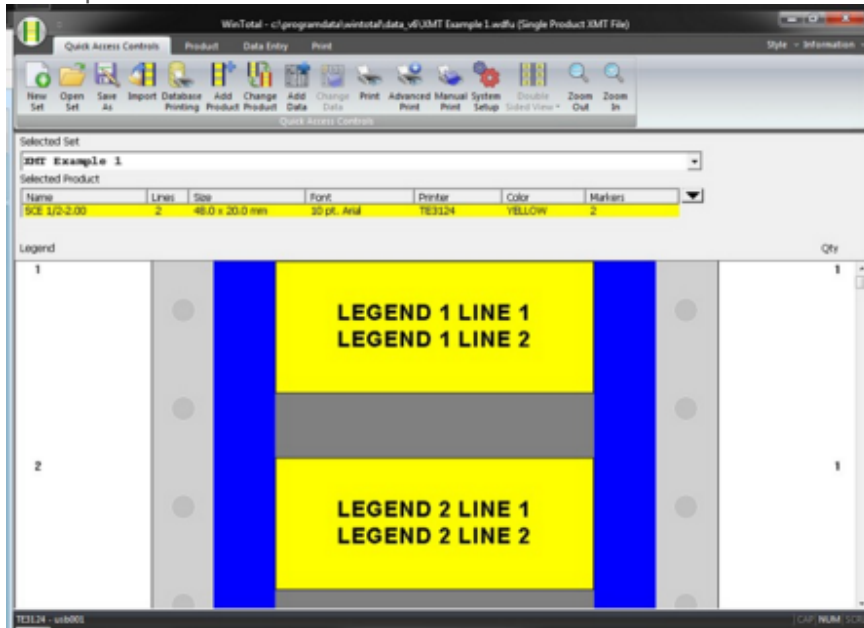 WinTotal - c:\programdata\wintotal\data_v6\XMT Example 1.wdfu (Single Product XMT File)
Quick Access Controls Product Data Entry Print Style - Information
New Set Open Set Save As Import Database Printing Add Product Change Product Add Data Change Data Print Advanced Print Manual Print System Setup Double Sided View Zoom Out Zoom In
Quick Access Controls
Selected Set
XMT Example 1
Selected Product
Name Lines Size Font Printer Color Markers
SCE 1/2-2.00 2 48.0 x 20.0 mm 10 pt. Arial TE3124 YELLOW 2
Legend Qty
1 1
LEGEND 1 LINE 1
LEGEND 1 LINE 2
2 1
LEGEND 2 LINE 1
LEGEND 2 LINE 2
TE3124 - usb001 CAP NUM SCR